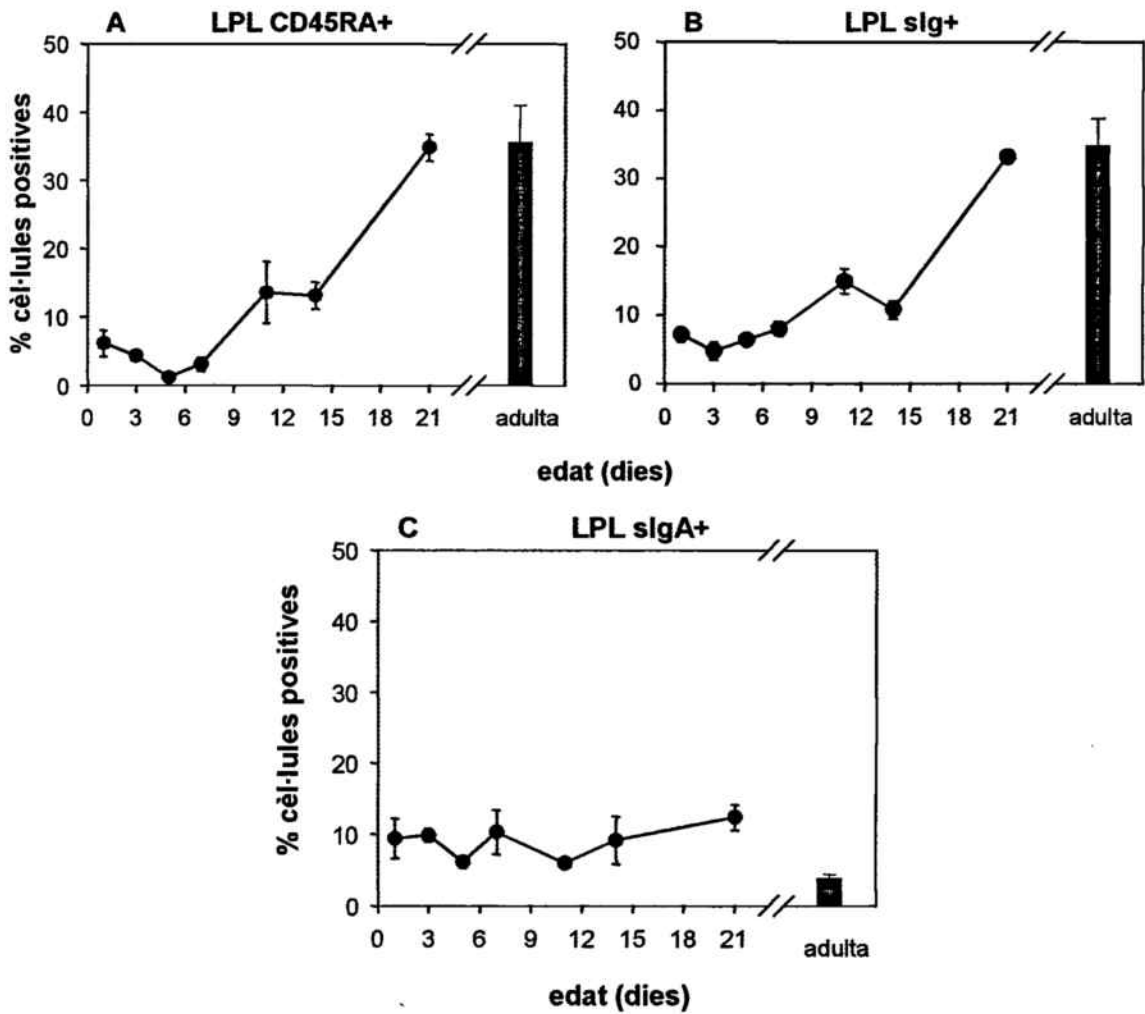 A LPL CD45RA+
50
40
30
20
10
0
% cèl·lules positives
0 3 6 9 12 15 18 21 adulta
B LPL sIg+
50
40
30
20
10
0
0 3 6 9 12 15 18 21 adulta
edat (dies)
C LPL sIgA+
50
40
30
20
10
0
% cèl·lules positives
0 3 6 9 12 15 18 21 adulta
edat (dies)